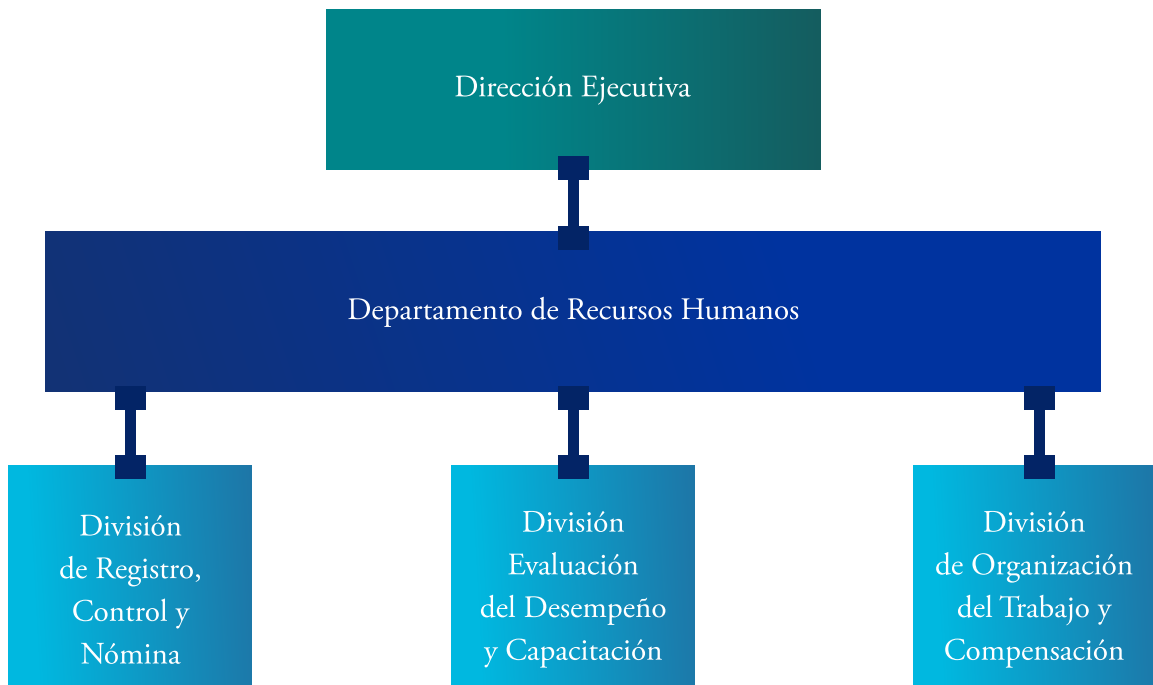 Dirección Ejecutiva
Departamento de Recursos Humanos
División
de Registro,
Control y
Nómina
División
Evaluación
del Desempeño
y Capacitación
División
de Organización
del Trabajo y
Compensación